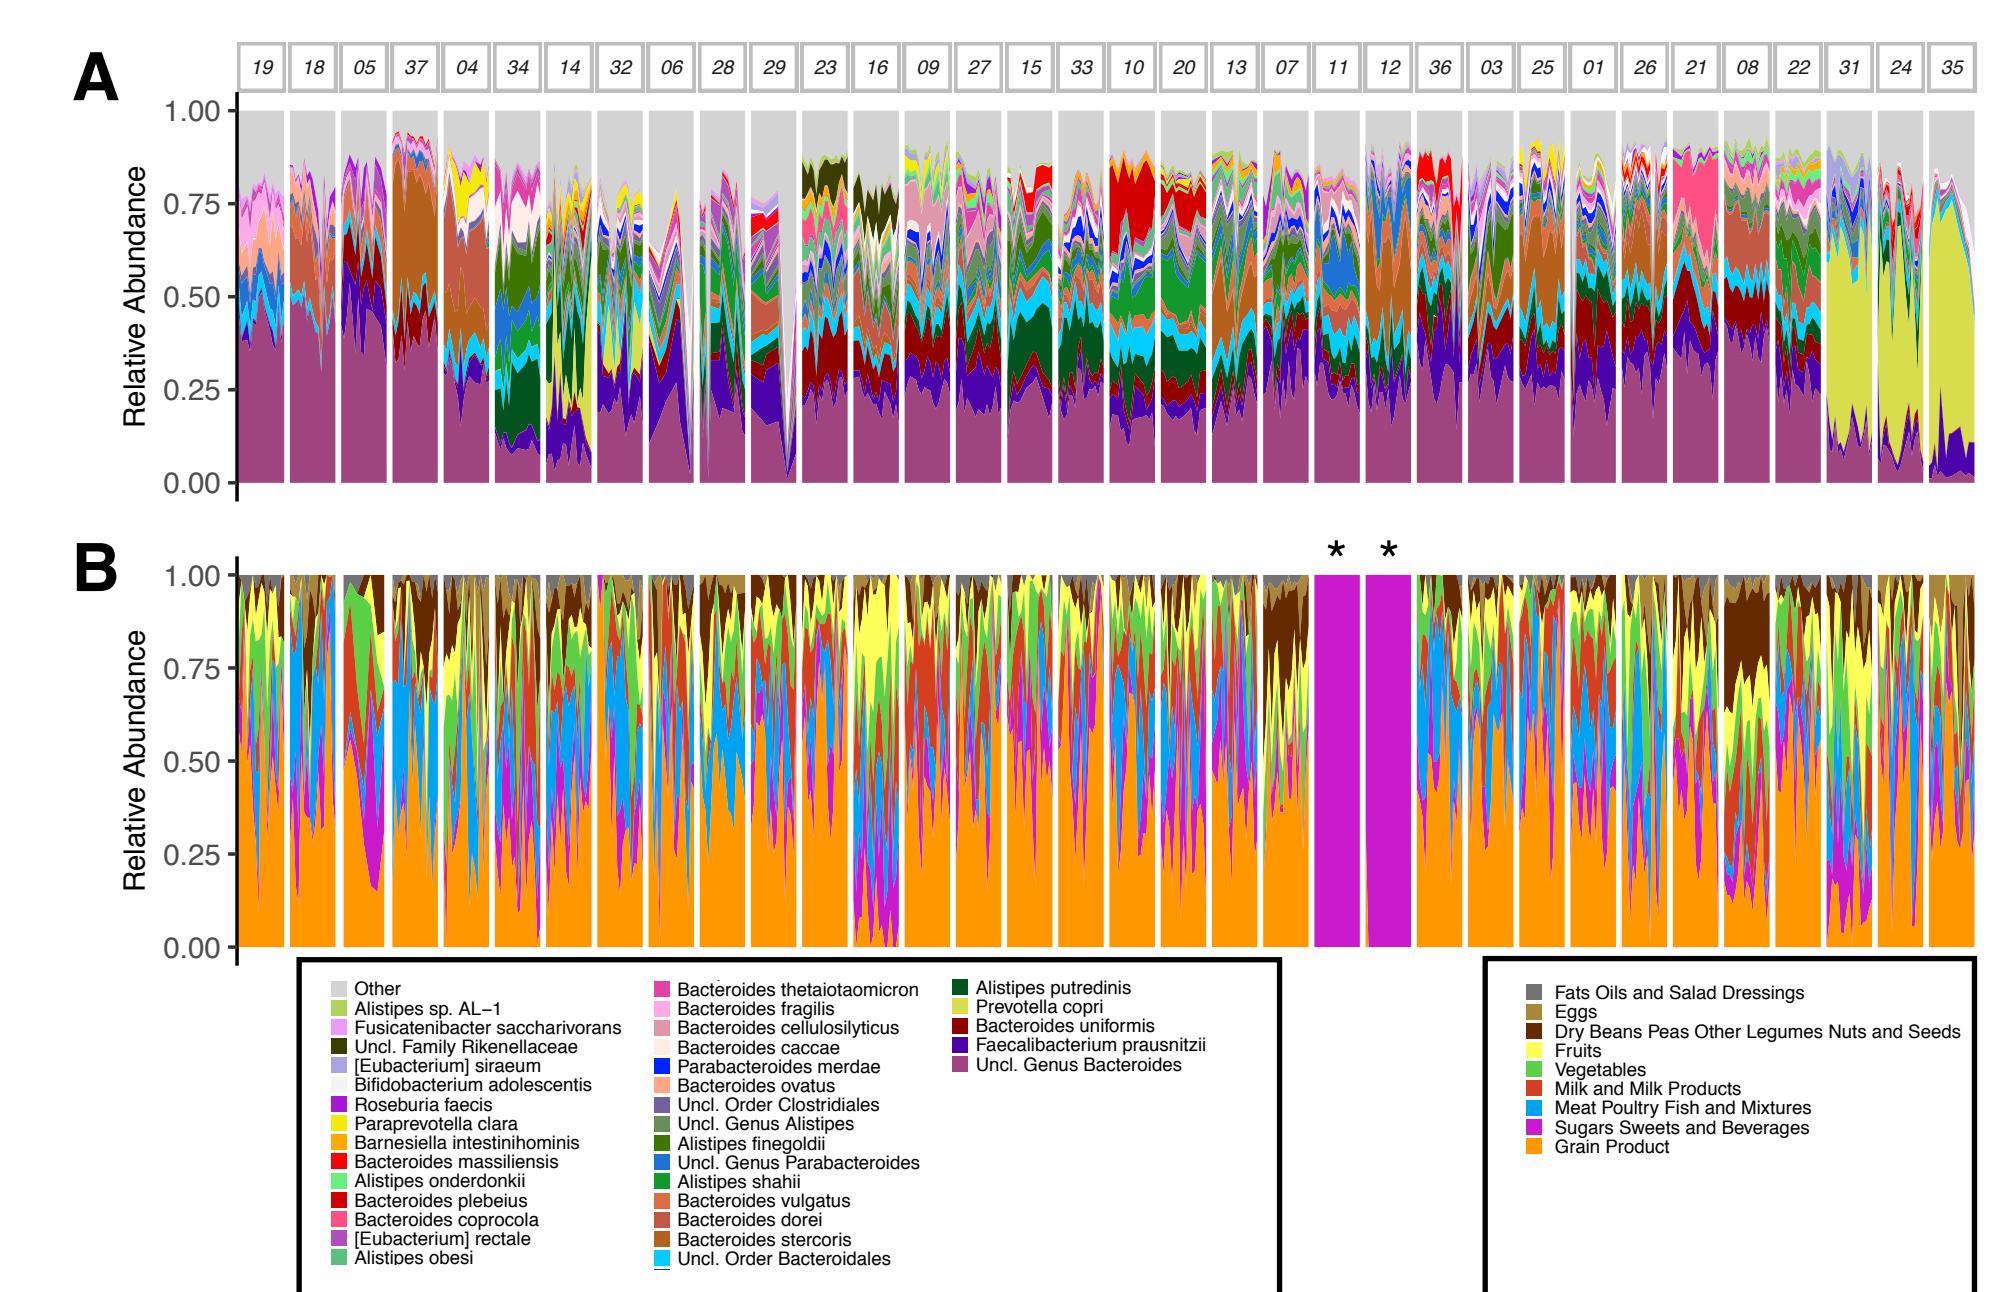 A
19 18 05 37 04 34 14 32 06 28 29 23 16 09 27 15 33 10 20 13 07 11 12 36 03 25 01 26 21 08 22 31 24 35
1.00
0.75
0.50
0.25
0.00
Relative Abundance
B
* *
1.00
0.75
0.50
0.25
0.00
Relative Abundance
Other
Alistipes sp. AL−1
Fusicatenibacter saccharivorans
Uncl. Family Rikenellaceae
[Eubacterium] siraeum
Bifidobacterium adolescentis
Roseburia faecis
Paraprevotella clara
Barnesiella intestinihominis
Bacteroides massiliensis
Alistipes onderdonkii
Bacteroides plebeius
Bacteroides coprocola
[Eubacterium] rectale
Alistipes obesi
Bacteroides thetaiotaomicron
Bacteroides fragilis
Bacteroides cellulosilyticus
Bacteroides caccae
Parabacteroides merdae
Bacteroides ovatus
Uncl. Order Clostridiales
Uncl. Genus Alistipes
Alistipes finegoldii
Uncl. Genus Parabacteroides
Alistipes shahii
Bacteroides vulgatus
Bacteroides dorei
Bacteroides stercoris
Uncl. Order Bacteroidales
Alistipes putredinis
Prevotella copri
Bacteroides uniformis
Faecalibacterium prausnitzii
Uncl. Genus Bacteroides
Fats Oils and Salad Dressings
Eggs
Dry Beans Peas Other Legumes Nuts and Seeds
Fruits
Vegetables
Milk and Milk Products
Meat Poultry Fish and Mixtures
Sugars Sweets and Beverages
Grain Product